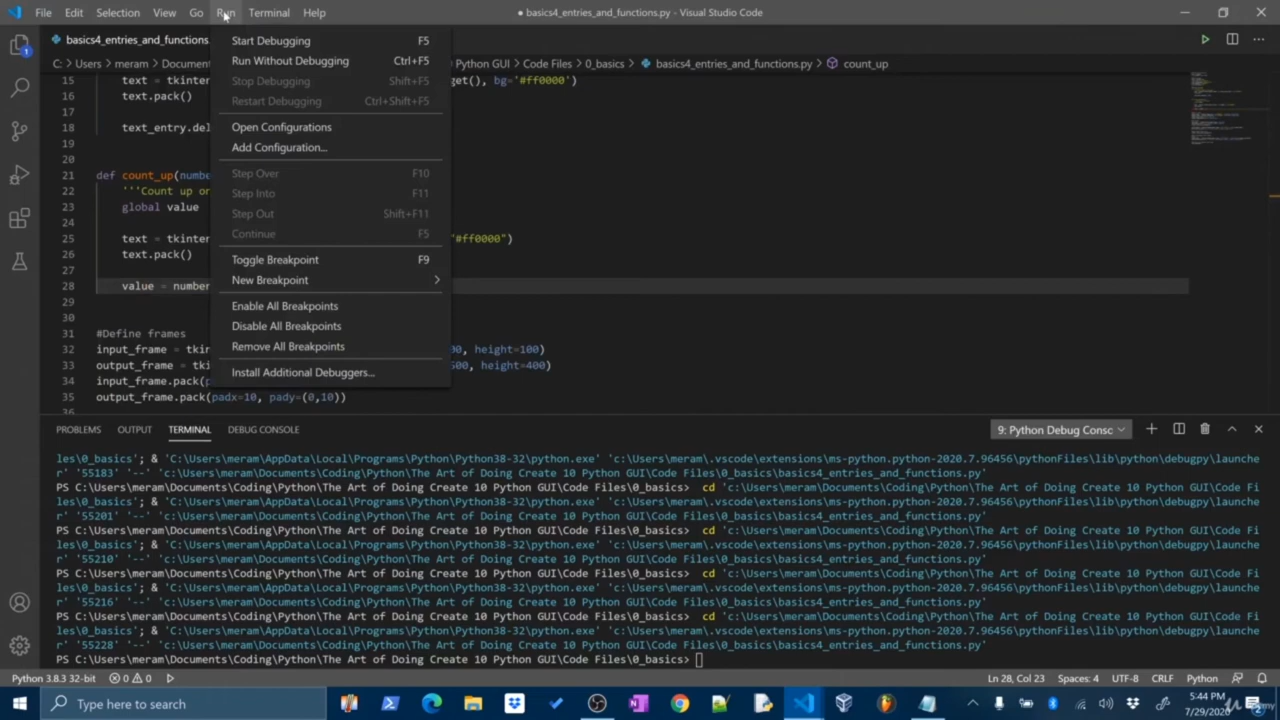 File Edit Selection View Go Run Terminal Help
● basics4_entries_and_functions.py - Visual Studio Code
basics4_entries_and_functions.
C: > Users > meram > Document
Python GUI > Code Files > 0_basics > basics4_entries_and_functions.py > count_up
Start Debugging F5
Run Without Debugging Ctrl+F5
Stop Debugging Shift+F5
Restart Debugging Ctrl+Shift+F5
Open Configurations
Add Configuration...
Step Over F10
Step Into F11
Step Out Shift+F11
Continue F5
Toggle Breakpoint F9
New Breakpoint >
Enable All Breakpoints
Disable All Breakpoints
Remove All Breakpoints
Install Additional Debuggers...
15 text = tkinter get(), bg='#ff0000')
16 text.pack()
17
18 text_entry.del
19
20
21 def count_up(numbe
22 '''Count up on
23 global value
24
25 text = tkinter "#ff0000")
26 text.pack()
27
28 value = number
29
30
31 #Define frames
32 input_frame = tkin 00, height=100)
33 output_frame = tki 500, height=400)
34 input_frame.pack(p
35 output_frame.pack(padx=10, pady=(0,10))
36
PROBLEMS OUTPUT TERMINAL DEBUG CONSOLE
9: Python Debug Consc
les\0_basics'; & 'C:\Users\meram\AppData\Local\Programs\Python\Python38-32\python.exe' 'c:\Users\meram\.vscode\extensions\ms-python.python-2020.7.96456\pythonFiles\lib\python\debugpy\launche
r' '55183' '--' 'c:\Users\meram\Documents\Coding\Python\The Art of Doing Create 10 Python GUI\Code Files\0_basics\basics4_entries_and_functions.py'
PS C:\Users\meram\Documents\Coding\Python\The Art of Doing Create 10 Python GUI\Code Files\0_basics> cd 'c:\Users\meram\Documents\Coding\Python\The Art of Doing Create 10 Python GUI\Code Fi
les\0_basics'; & 'C:\Users\meram\AppData\Local\Programs\Python\Python38-32\python.exe' 'c:\Users\meram\.vscode\extensions\ms-python.python-2020.7.96456\pythonFiles\lib\python\debugpy\launche
r' '55201' '--' 'c:\Users\meram\Documents\Coding\Python\The Art of Doing Create 10 Python GUI\Code Files\0_basics\basics4_entries_and_functions.py'
PS C:\Users\meram\Documents\Coding\Python\The Art of Doing Create 10 Python GUI\Code Files\0_basics> cd 'c:\Users\meram\Documents\Coding\Python\The Art of Doing Create 10 Python GUI\Code Fi
les\0_basics'; & 'C:\Users\meram\AppData\Local\Programs\Python\Python38-32\python.exe' 'c:\Users\meram\.vscode\extensions\ms-python.python-2020.7.96456\pythonFiles\lib\python\debugpy\launche
r' '55210' '--' 'c:\Users\meram\Documents\Coding\Python\The Art of Doing Create 10 Python GUI\Code Files\0_basics\basics4_entries_and_functions.py'
PS C:\Users\meram\Documents\Coding\Python\The Art of Doing Create 10 Python GUI\Code Files\0_basics> cd 'c:\Users\meram\Documents\Coding\Python\The Art of Doing Create 10 Python GUI\Code Fi
les\0_basics'; & 'C:\Users\meram\AppData\Local\Programs\Python\Python38-32\python.exe' 'c:\Users\meram\.vscode\extensions\ms-python.python-2020.7.96456\pythonFiles\lib\python\debugpy\launche
r' '55216' '--' 'c:\Users\meram\Documents\Coding\Python\The Art of Doing Create 10 Python GUI\Code Files\0_basics\basics4_entries_and_functions.py'
PS C:\Users\meram\Documents\Coding\Python\The Art of Doing Create 10 Python GUI\Code Files\0_basics> cd 'c:\Users\meram\Documents\Coding\Python\The Art of Doing Create 10 Python GUI\Code Fi
les\0_basics'; & 'C:\Users\meram\AppData\Local\Programs\Python\Python38-32\python.exe' 'c:\Users\meram\.vscode\extensions\ms-python.python-2020.7.96456\pythonFiles\lib\python\debugpy\launche
r' '55228' '--' 'c:\Users\meram\Documents\Coding\Python\The Art of Doing Create 10 Python GUI\Code Files\0_basics\basics4_entries_and_functions.py'
PS C:\Users\meram\Documents\Coding\Python\The Art of Doing Create 10 Python GUI\Code Files\0_basics>
Python 3.8.3 32-bit 0 0 Ln 28, Col 23 Spaces: 4 UTF-8 CRLF Python
Type here to search
5:44 PM
7/29/2020